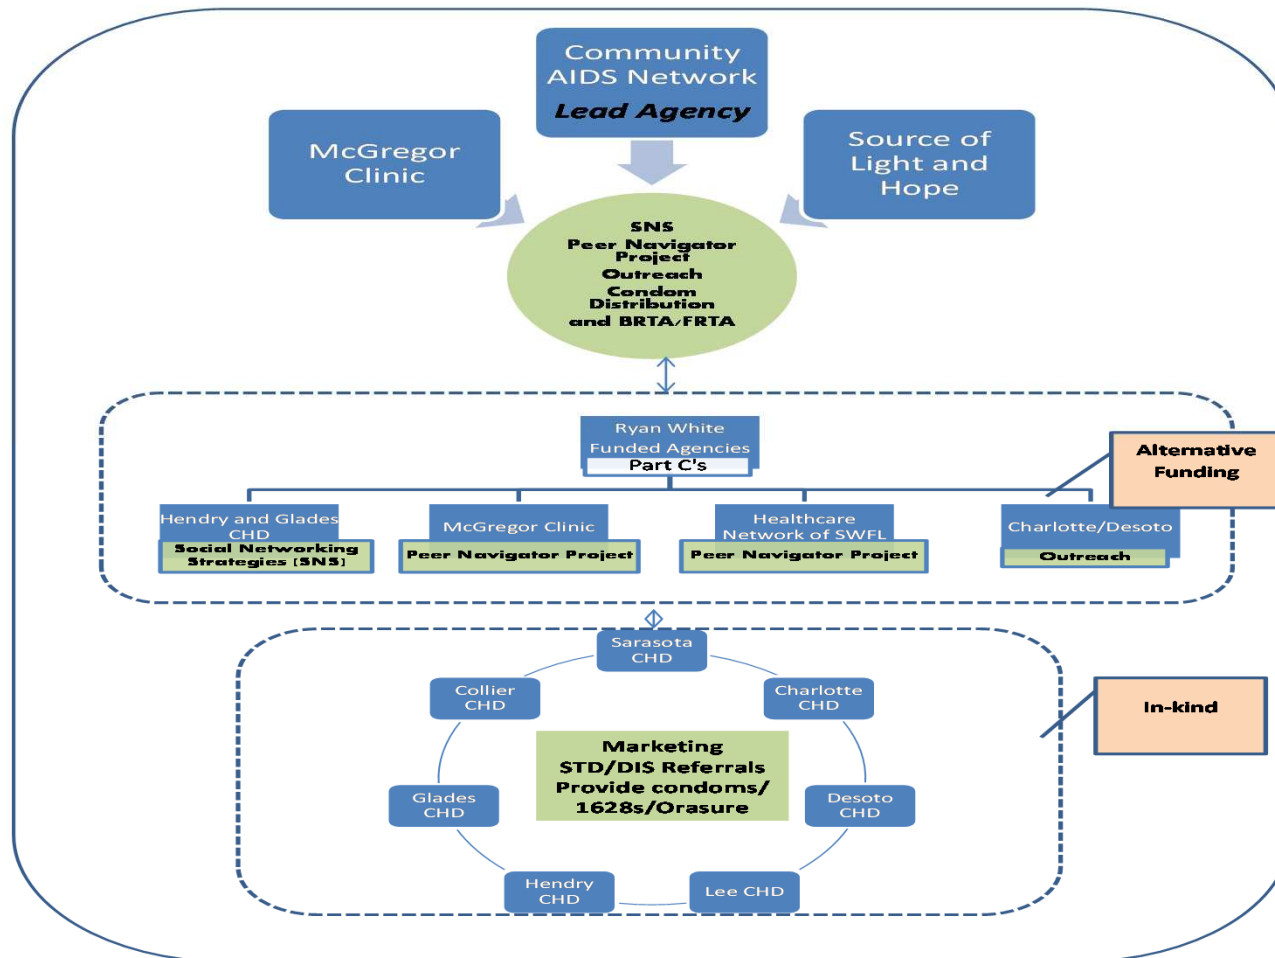 Community
AIDS Network
Lead Agency
McGregor
Clinic
Source of
Light and
Hope
SNS
Peer Navigator
Project
Outreach
Condom
Distribution
and BRTA/FRTA
Ryan White
Funded Agencies
Part C's
Alternative
Funding
Hendry and Glades
CHD
Social Networking
Strategies [SNS]
McGregor Clinic
Peer Navigator Project
Healthcare
Network of SWFL
Peer Navigator Project
Charlotte/Desoto
Outreach
Sarasota
CHD
Collier
CHD
Charlotte
CHD
In-kind
Marketing
STD/DIS Referrals
Provide condoms/
1628s/Orasure
Glades
CHD
Desoto
CHD
Hendry
CHD
Lee CHD